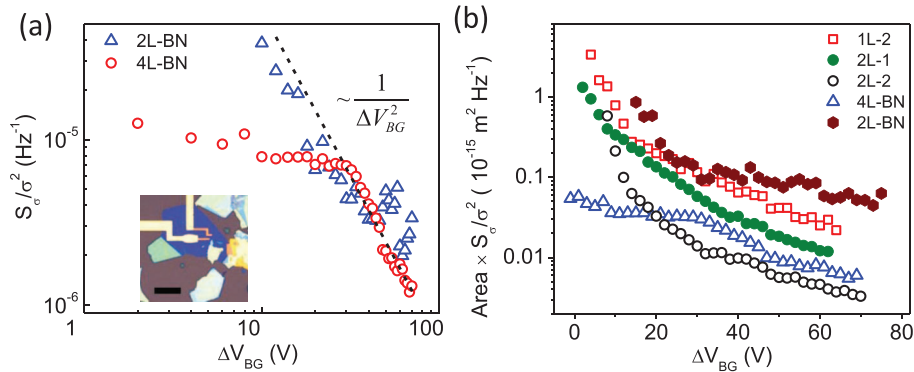 (a)
2L-BN
4L-BN
~ 1 / ΔV_BG^2
S_σ/σ^2 (Hz^-1)
10^-5
10^-6
1
10
100
ΔV_BG (V)
(b)
1L-2
2L-1
2L-2
4L-BN
2L-BN
Area × S_σ/σ^2 (10^-15 m^2 Hz^-1)
1
0.1
0.01
0
20
40
60
80
ΔV_BG (V)